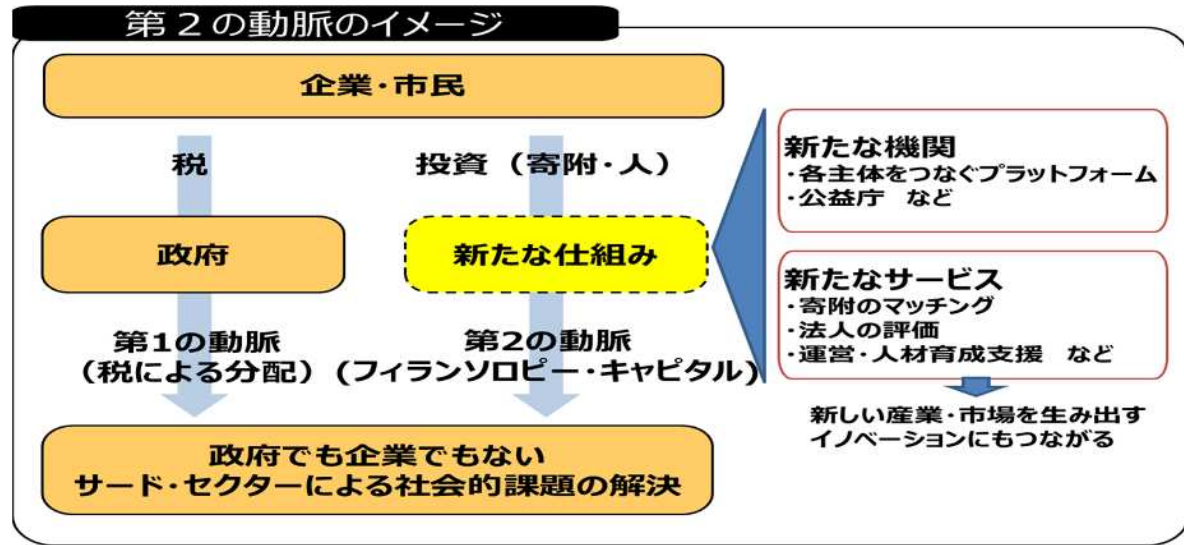 第2の動脈のイメージ
企業・市民
税
投資（寄附・人）
政府
新たな仕組み
第1の動脈
（税による分配）
第2の動脈
（フィランソロピー・キャピタル）
政府でも企業でもない
サード・セクターによる社会的課題の解決
新たな機関
・各主体をつなぐプラットフォーム
・公益庁　など
新たなサービス
・寄附のマッチング
・法人の評価
・運営・人材育成支援　など
新しい産業・市場を生み出す
イノベーションにもつながる